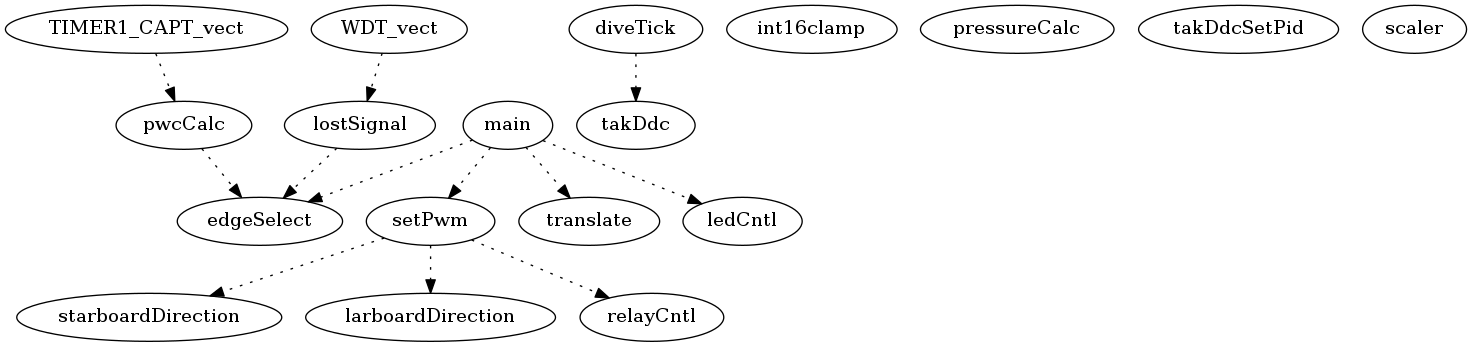 TIMER1_CAPT_vect
WDT_vect
diveTick
int16clamp
pressureCalc
takDdcSetPid
scaler
pwcCalc
lostSignal
main
takDdc
edgeSelect
setPwm
translate
ledCntl
starboardDirection
larboardDirection
relayCntl